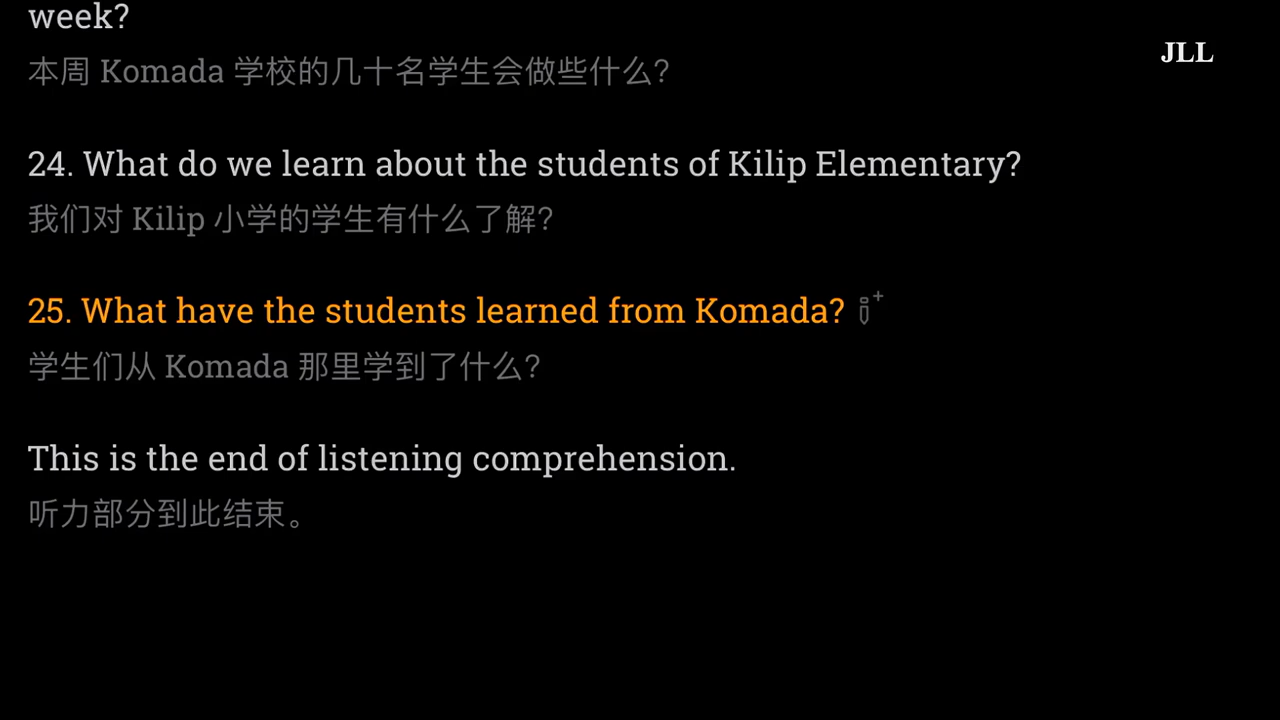 week?
JLL
本周 Komada 学校的几十名学生会做些什么?
24. What do we learn about the students of Kilip Elementary?
我们对 Kilip 小学的学生有什么了解?
25. What have the students learned from Komada?
学生们从 Komada 那里学到了什么?
This is the end of listening comprehension.
听力部分到此结束。